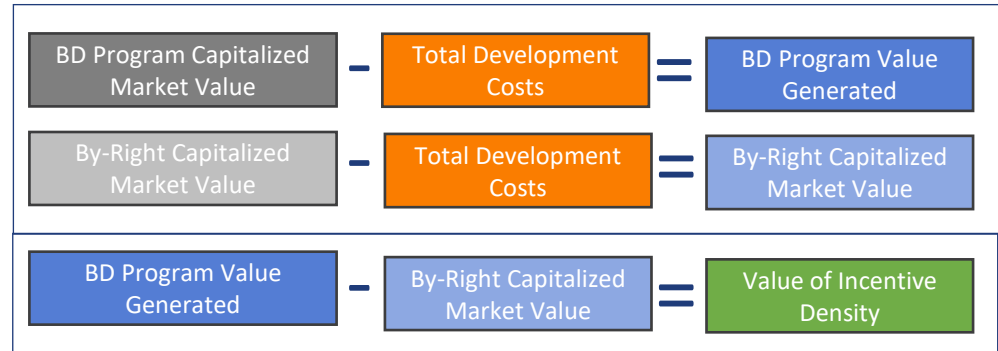 BD Program Capitalized
Market Value
-
Total Development
Costs
=
BD Program Value
Generated
By-Right Capitalized
Market Value
-
Total Development
Costs
=
By-Right Capitalized
Market Value
BD Program Value
Generated
-
By-Right Capitalized
Market Value
=
Value of Incentive
Density